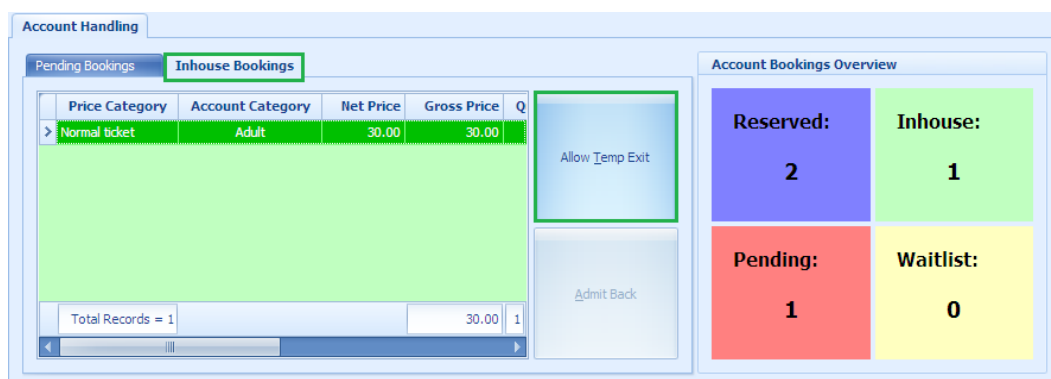 Account Handling
Pending Bookings Inhouse Bookings
Account Bookings Overview
Price Category Account Category Net Price Gross Price Q
Normal ticket Adult 30.00 30.00
Allow Temp Exit
Admit Back
Total Records = 1 30.00 1
Reserved: Inhouse:
2 1
Pending: Waitlist:
1 0